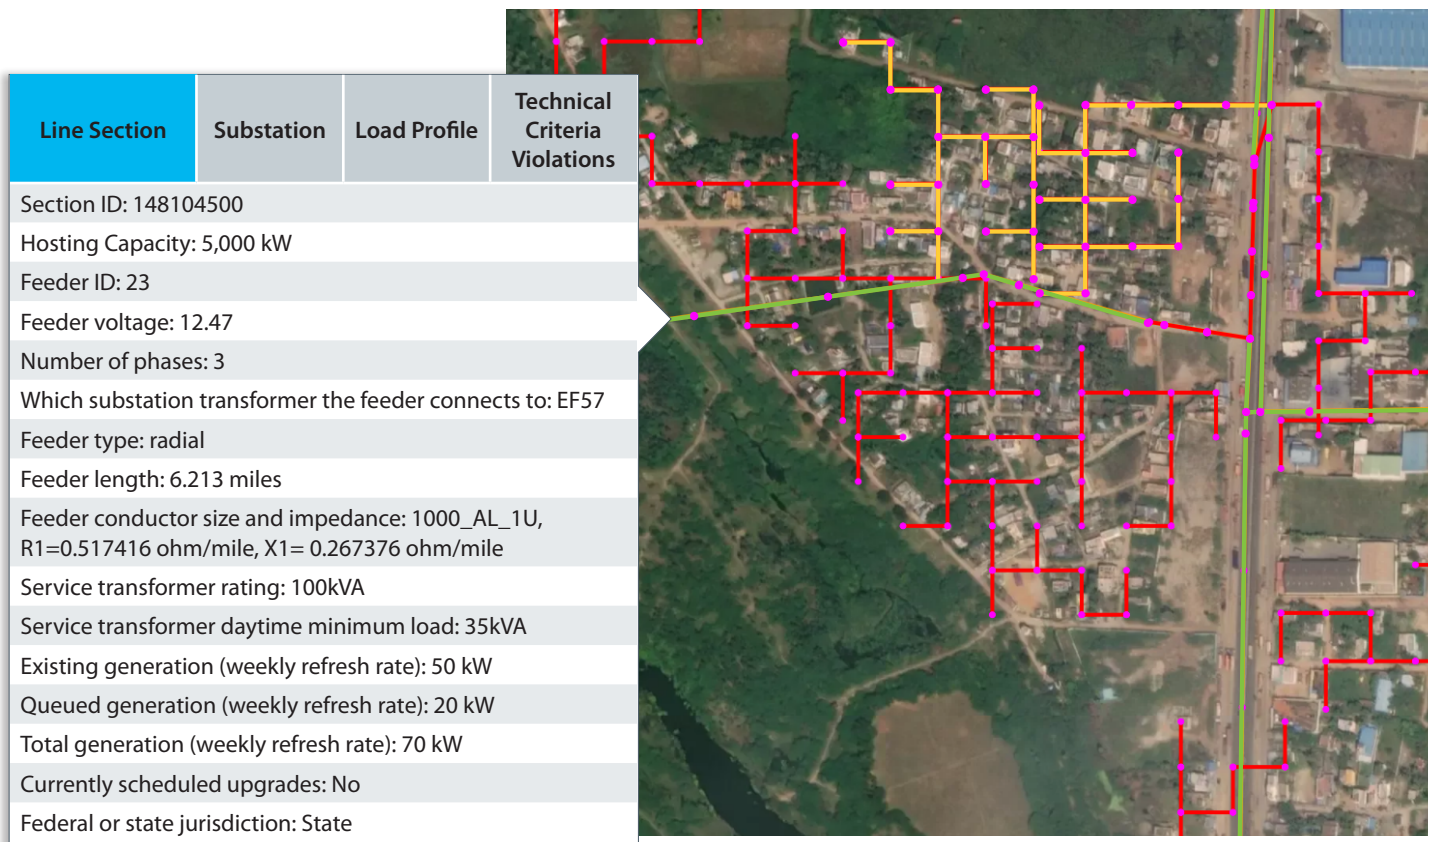 Line Section
Substation
Load Profile
Technical
Criteria
Violations
Section ID: 148104500
Hosting Capacity: 5,000 kW
Feeder ID: 23
Feeder voltage: 12.47
Number of phases: 3
Which substation transformer the feeder connects to: EF57
Feeder type: radial
Feeder length: 6.213 miles
Feeder conductor size and impedance: 1000_AL_1U,
R1=0.517416 ohm/mile, X1= 0.267376 ohm/mile
Service transformer rating: 100kVA
Service transformer daytime minimum load: 35kVA
Existing generation (weekly refresh rate): 50 kW
Queued generation (weekly refresh rate): 20 kW
Total generation (weekly refresh rate): 70 kW
Currently scheduled upgrades: No
Federal or state jurisdiction: State